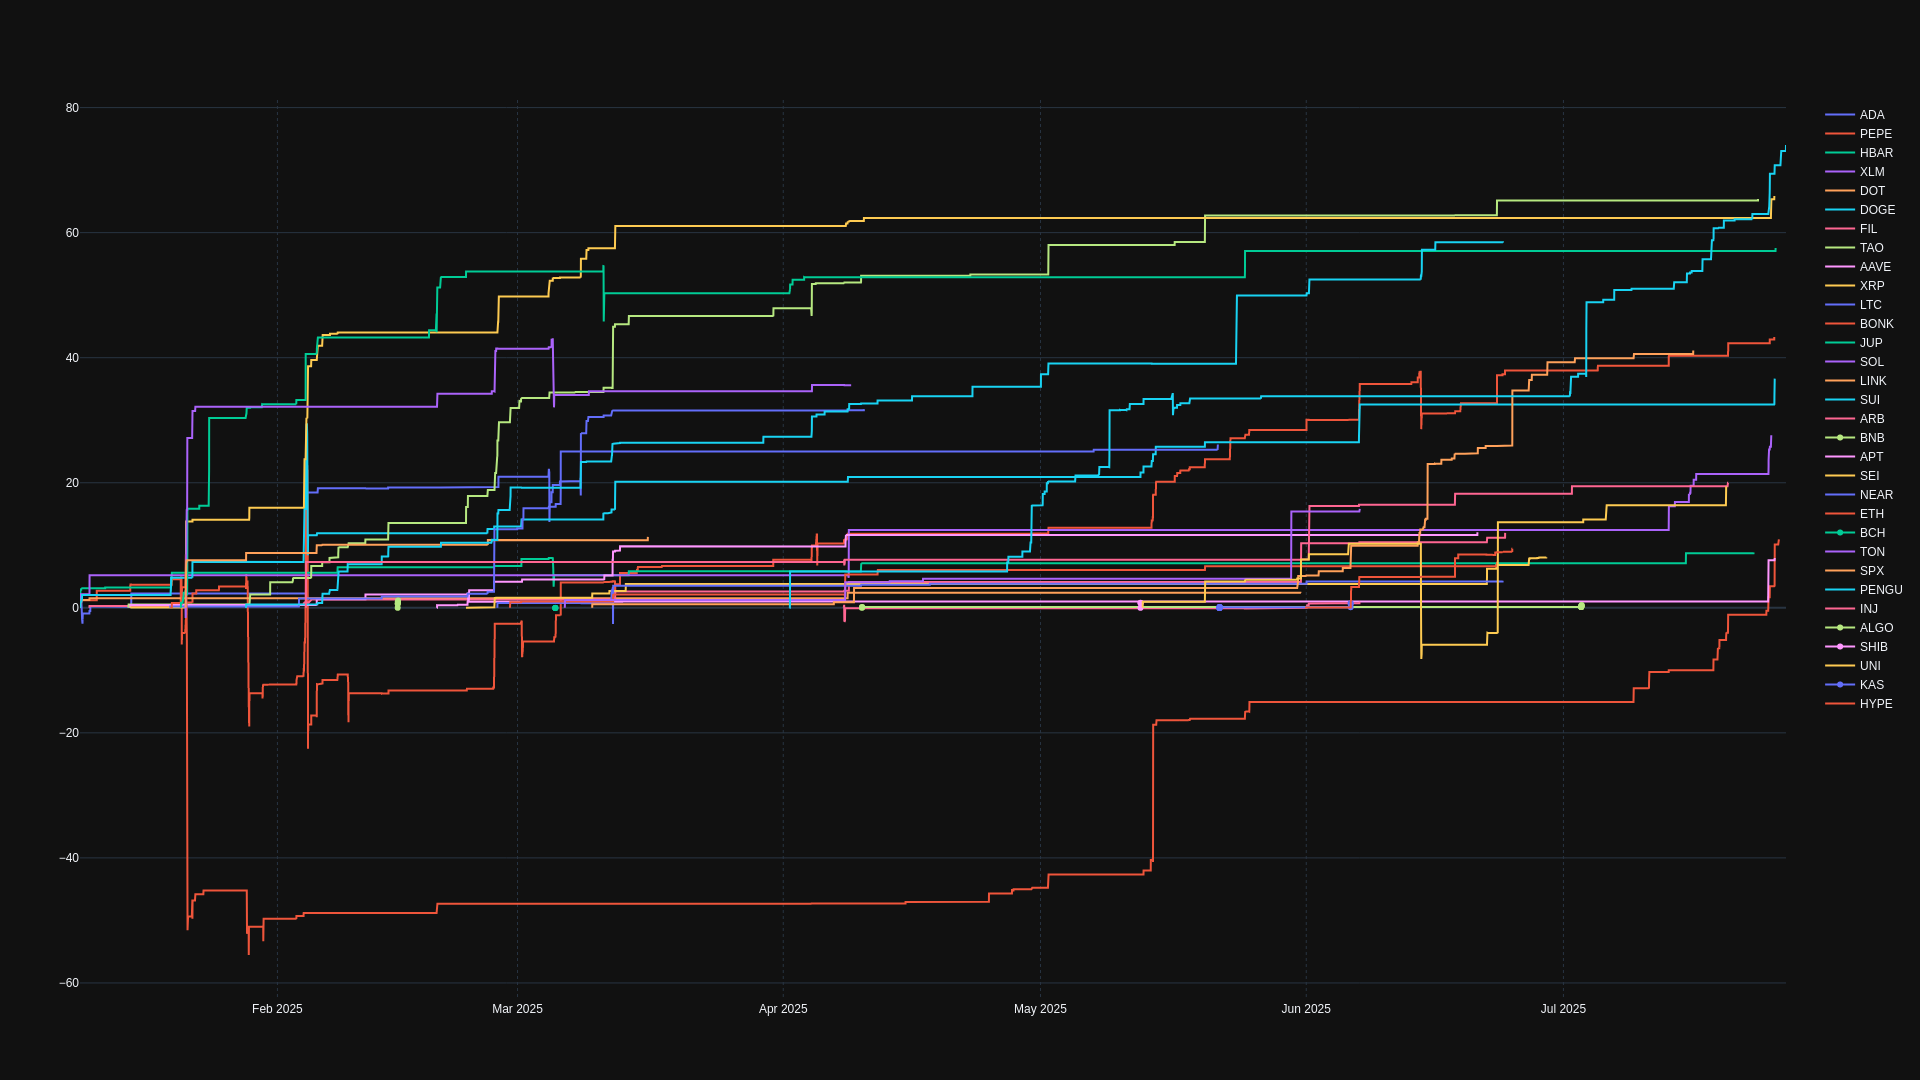 80
60
40
20
0
−20
−40
−60
Feb 2025
Mar 2025
Apr 2025
May 2025
Jun 2025
Jul 2025
ADA
PEPE
HBAR
XLM
DOT
DOGE
FIL
TAO
AAVE
XRP
LTC
BONK
JUP
SOL
LINK
SUI
ARB
BNB
APT
SEI
NEAR
ETH
BCH
TON
SPX
PENGU
INJ
ALGO
SHIB
UNI
KAS
HYPE